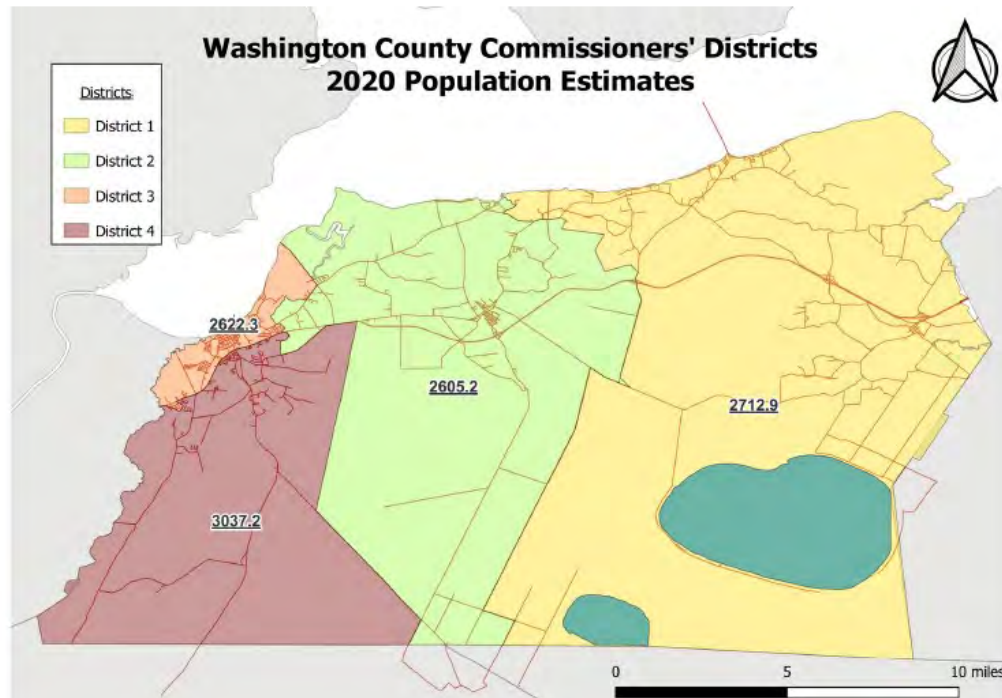 Washington County Commissioners' Districts
2020 Population Estimates
Districts
District 1
District 2
District 3
District 4
2622.3
2605.2
2712.9
3037.2
0 5 10 miles